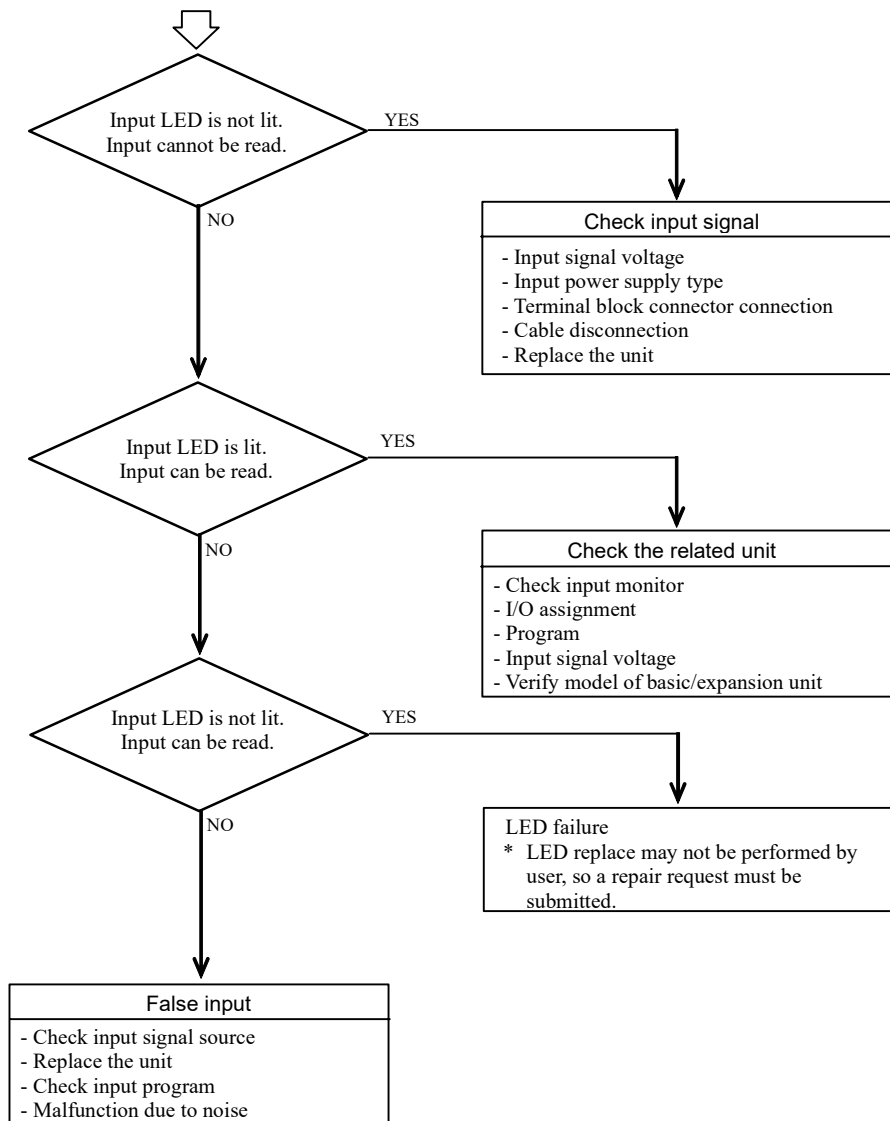 Input LED is not lit.
Input cannot be read.
YES
NO
Check input signal
- Input signal voltage
- Input power supply type
- Terminal block connector connection
- Cable disconnection
- Replace the unit
Input LED is lit.
Input can be read.
YES
NO
Check the related unit
- Check input monitor
- I/O assignment
- Program
- Input signal voltage
- Verify model of basic/expansion unit
Input LED is not lit.
Input can be read.
YES
NO
LED failure
* LED replace may not be performed by
user, so a repair request must be
submitted.
False input
- Check input signal source
- Replace the unit
- Check input program
- Malfunction due to noise